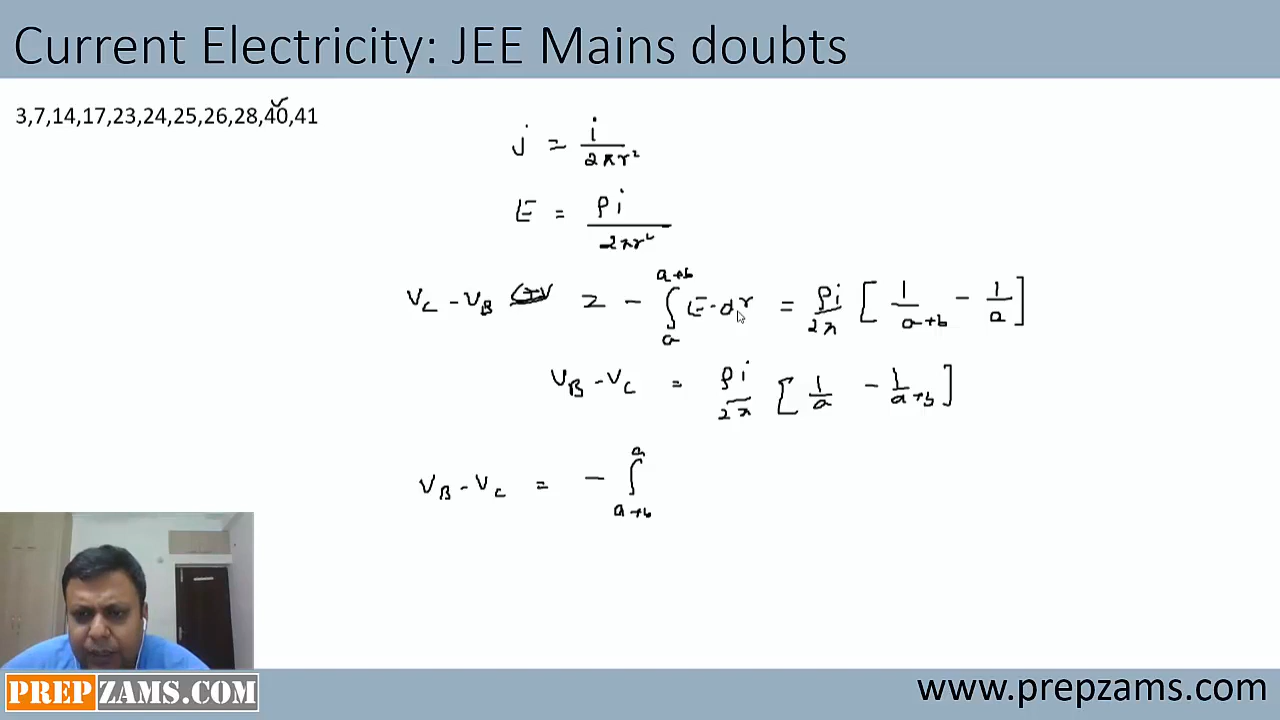 Current Electricity: JEE Mains doubts
3,7,14,17,23,24,25,26,28,40,41
j = i / 2πr²
E = ρi / 2πr²
V_C - V_B = - ∫_a^{a+b} E·dr = ρi/2π [ 1/(a+b) - 1/a ]
V_B - V_C = ρi/2π [ 1/a - 1/(a+b) ]
V_B - V_C = - ∫_{a+b}^a
PREPZAMS.COM
www.prepzams.com